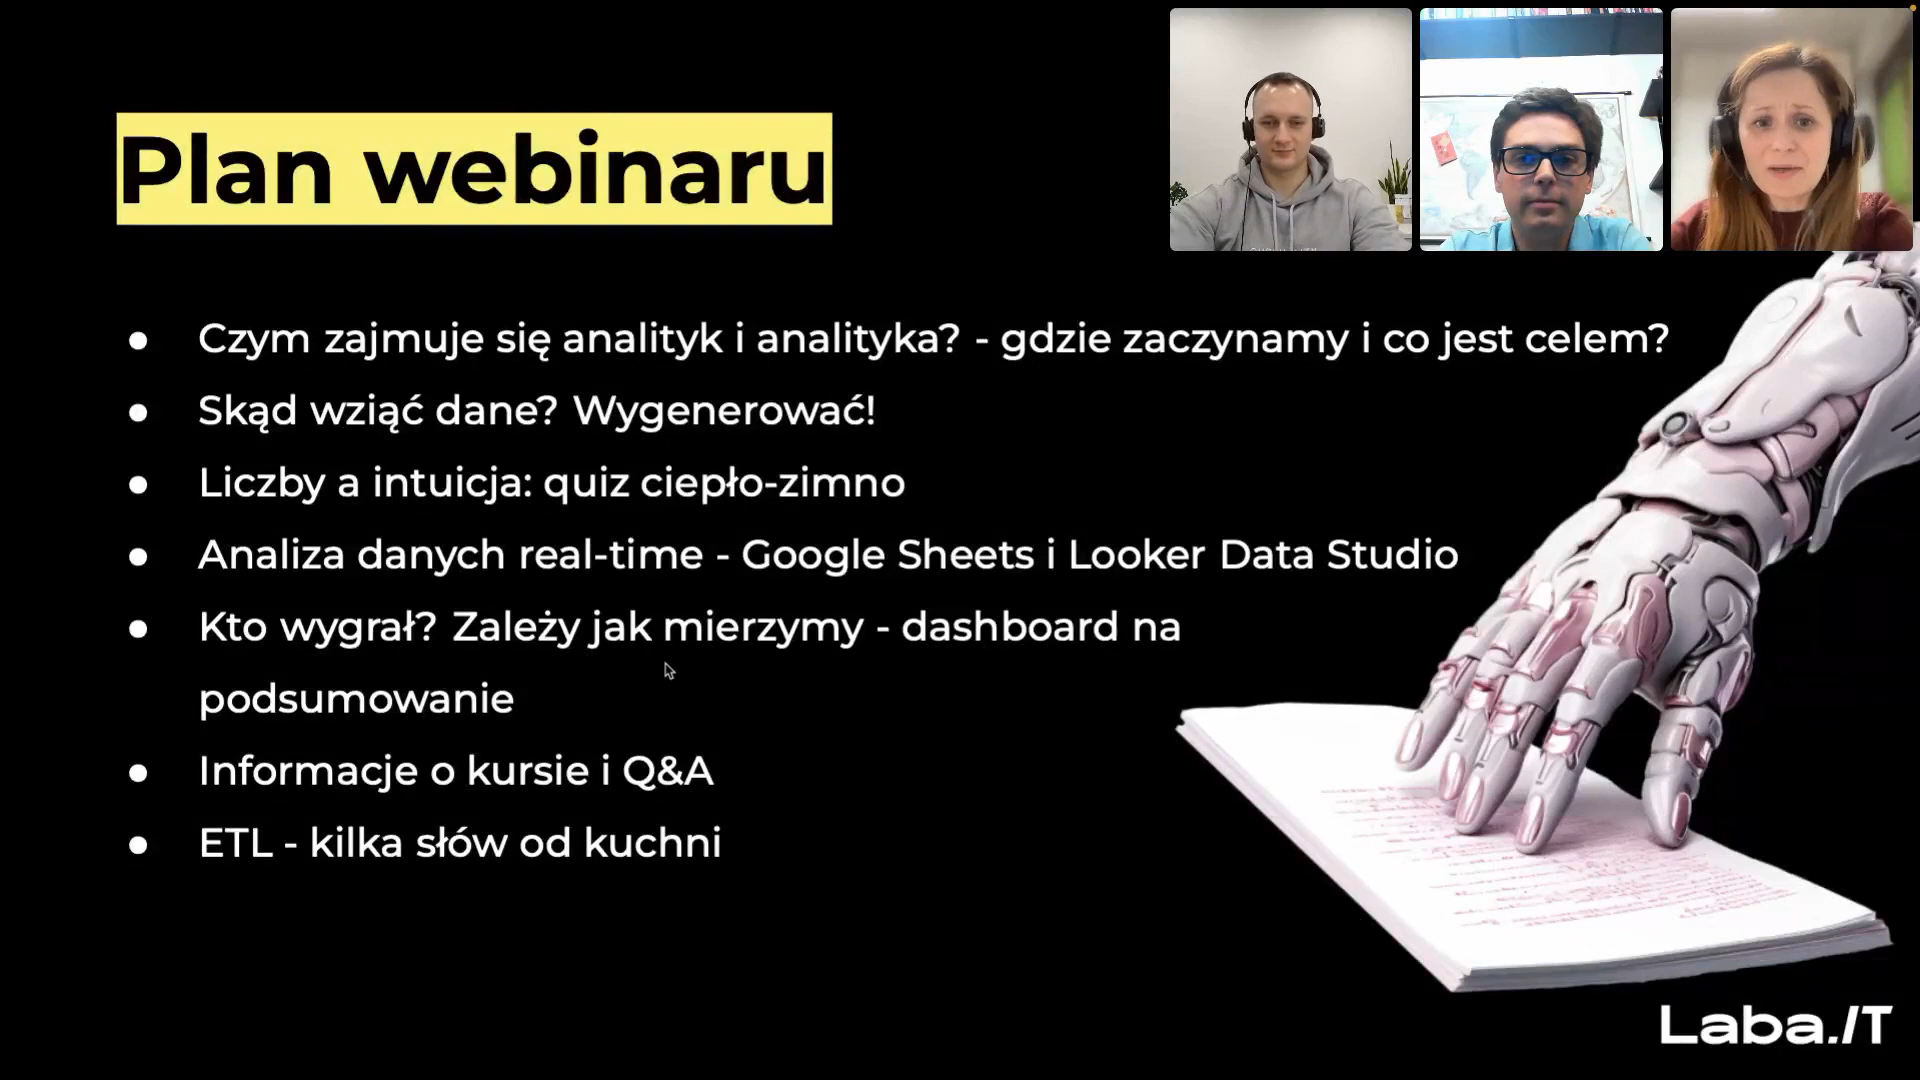 Plan webinaru
● Czym zajmuje się analityk i analityka? - gdzie zaczynamy i co jest celem?
● Skąd wziąć dane? Wygenerować!
● Liczby a intuicja: quiz ciepło-zimno
● Analiza danych real-time - Google Sheets i Looker Data Studio
● Kto wygrał? Zależy jak mierzymy - dashboard na
podsumowanie
● Informacje o kursie i Q&A
● ETL - kilka słów od kuchni
Laba./IT